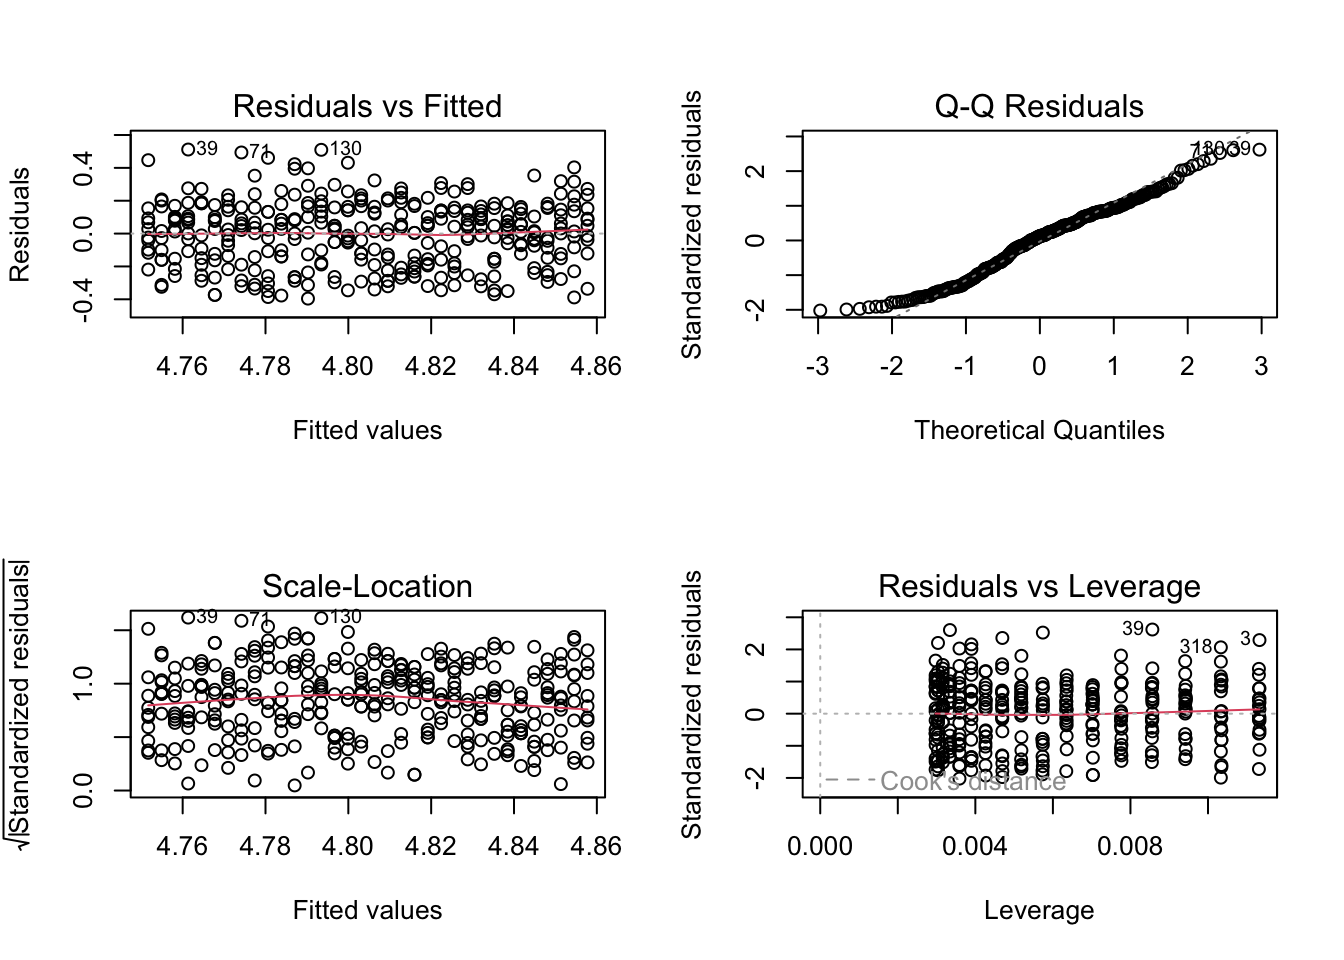 Residuals vs Fitted
Residuals
0.4
0.0
-0.4
39
71
130
4.76 4.78 4.80 4.82 4.84 4.86
Fitted values
Q-Q Residuals
Standardized residuals
2
0
-2
39
-3 -2 -1 0 1 2 3
Theoretical Quantiles
Scale-Location
√|Standardized residuals|
1.0
0.0
39
71
130
4.76 4.78 4.80 4.82 4.84 4.86
Fitted values
Residuals vs Leverage
Standardized residuals
2
0
-2
39
318
3
Cook's distance
0.000 0.004 0.008
Leverage